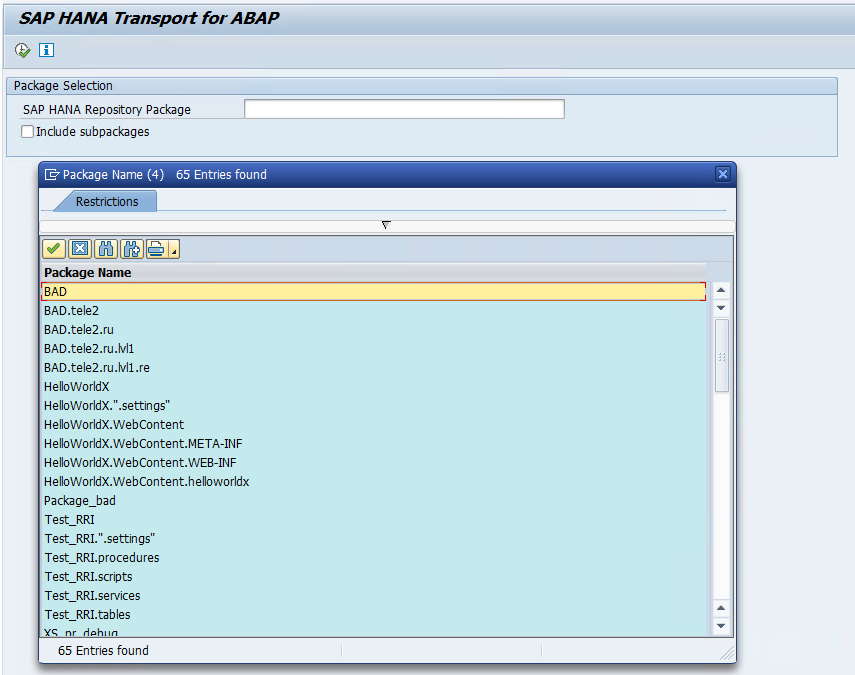 SAP HANA Transport for ABAP
Package Selection
SAP HANA Repository Package
Include subpackages
Package Name (4) 65 Entries found
Restrictions
Package Name
BAD
BAD.tele2
BAD.tele2.ru
BAD.tele2.ru.lvl1
BAD.tele2.ru.lvl1.re
HelloWorldX
HelloWorldX.".settings"
HelloWorldX.WebContent
HelloWorldX.WebContent.META-INF
HelloWorldX.WebContent.WEB-INF
HelloWorldX.WebContent.helloworldx
Package_bad
Test_RRI
Test_RRI.".settings"
Test_RRI.procedures
Test_RRI.scripts
Test_RRI.services
Test_RRI.tables
XS_pr_debug
65 Entries found